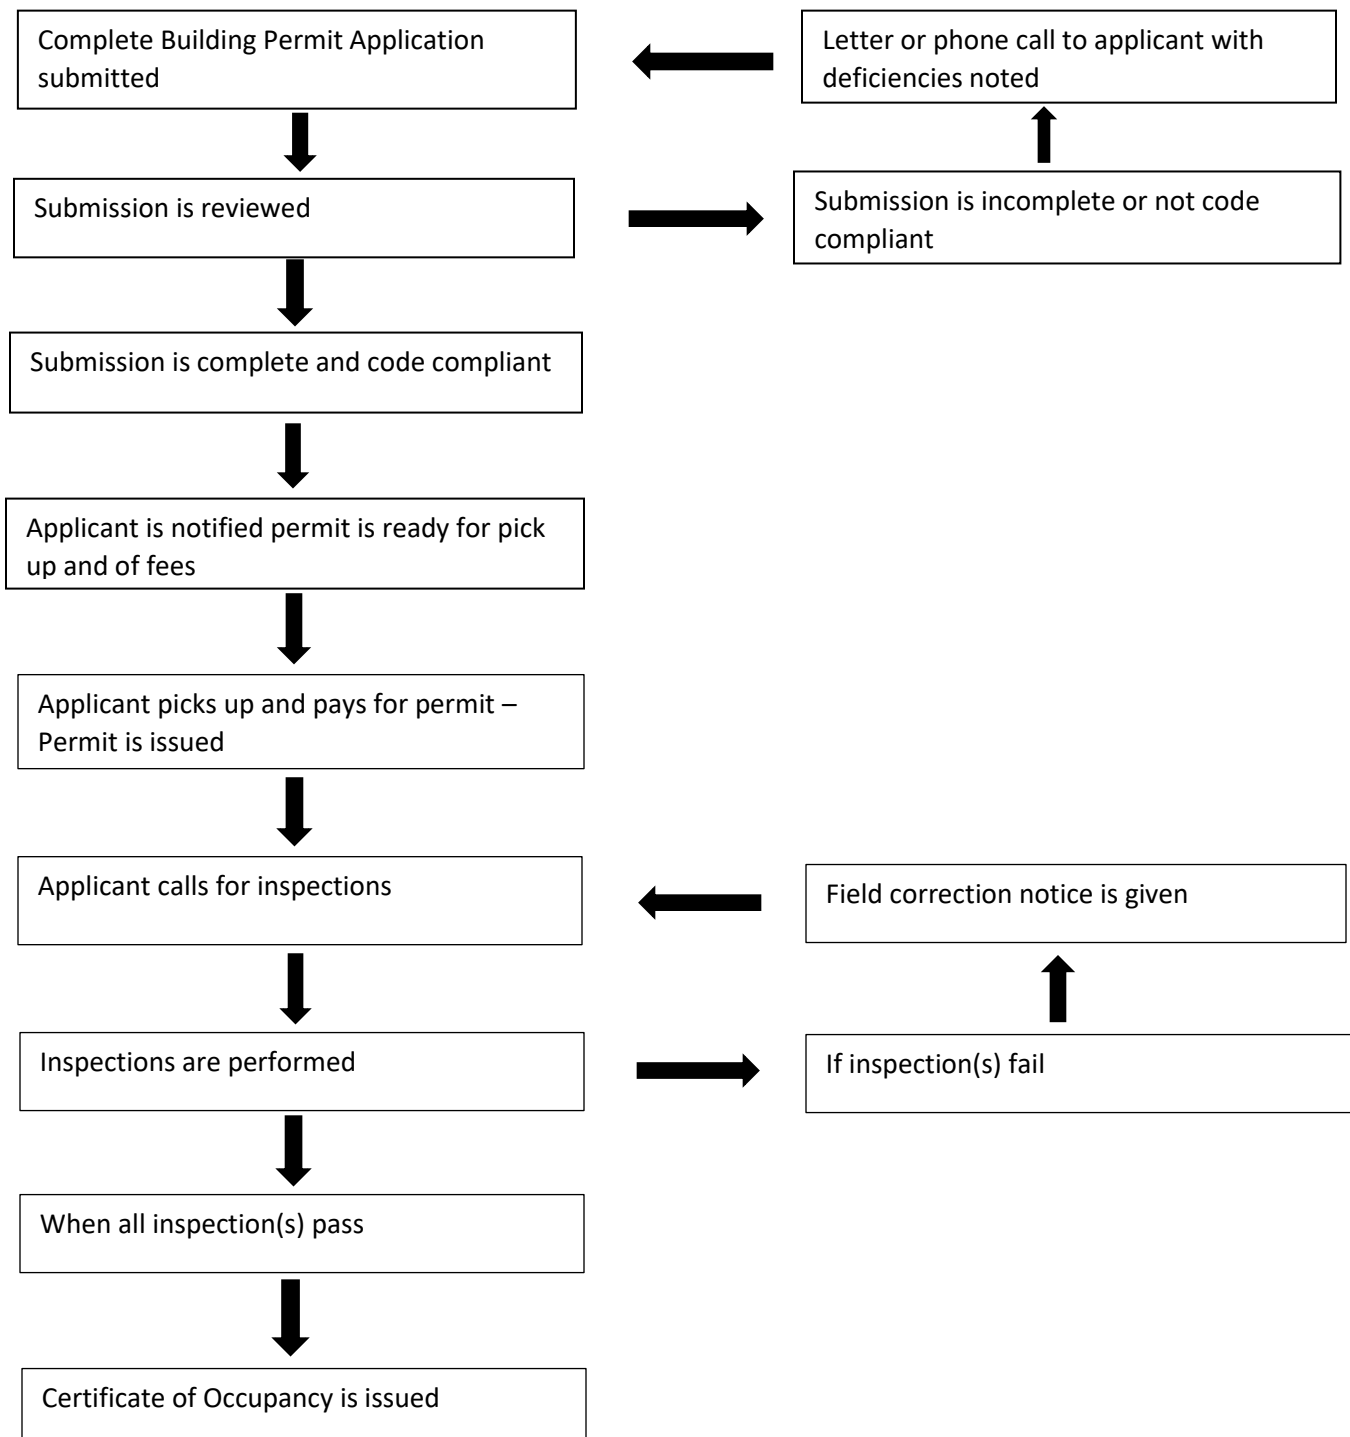 Complete Building Permit Application
submitted
Letter or phone call to applicant with
deficiencies noted
Submission is reviewed
Submission is incomplete or not code
compliant
Submission is complete and code compliant
Applicant is notified permit is ready for pick
up and of fees
Applicant picks up and pays for permit –
Permit is issued
Applicant calls for inspections
Field correction notice is given
Inspections are performed
If inspection(s) fail
When all inspection(s) pass
Certificate of Occupancy is issued